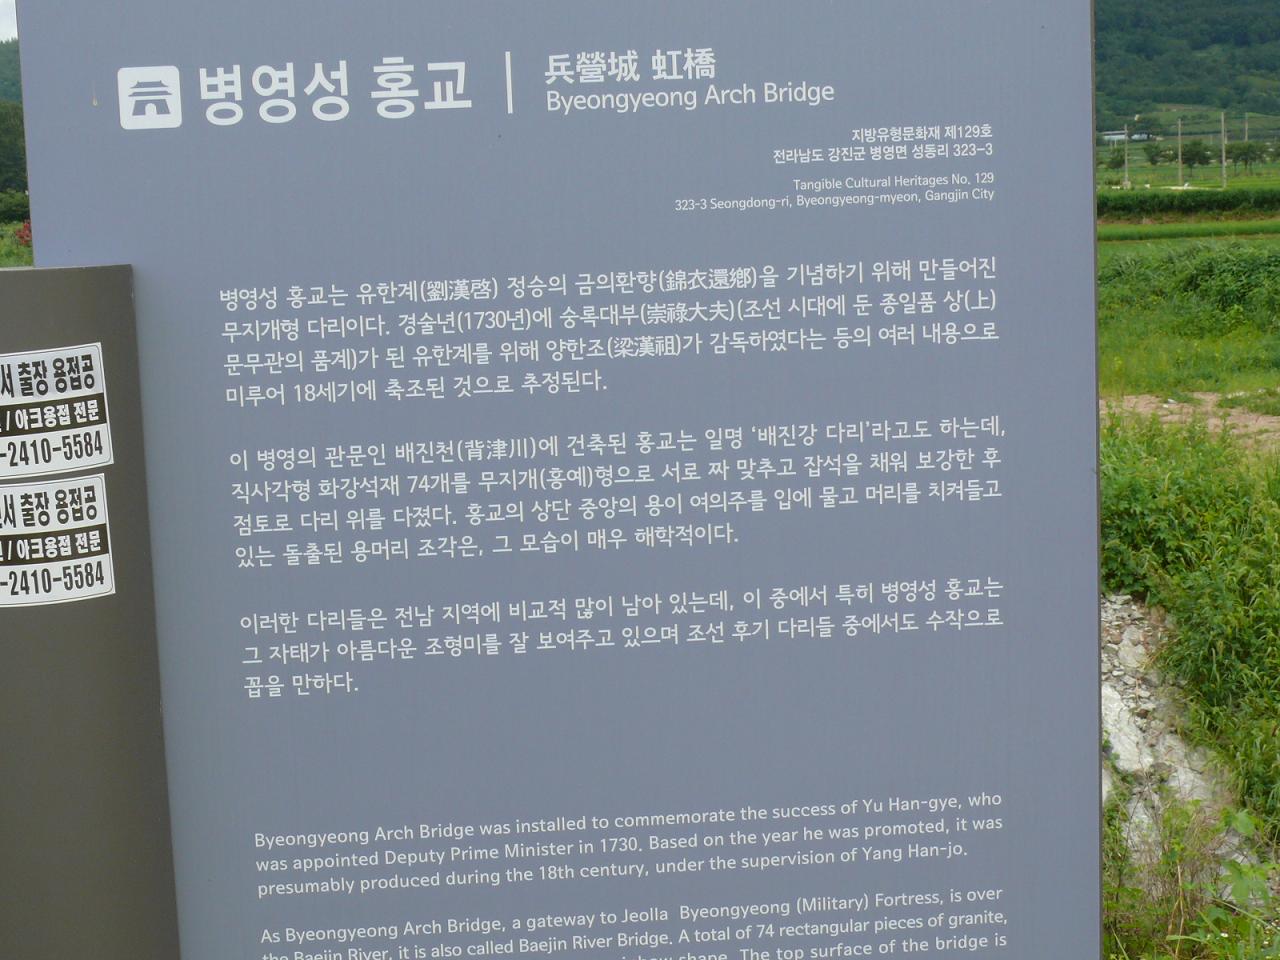 병영성 홍교
兵營城 虹橋
Byeongyeong Arch Bridge
지방유형문화재 제129호
전라남도 강진군 병영면 성동리 323-3
Tangible Cultural Heritages No. 129
323-3 Seongdong-ri, Byeongyeong-myeon, Gangjin City
병영성 홍교는 유한계(劉漢啓) 정승의 금의환향(錦衣還鄕)을 기념하기 위해 만들어진
무지개형 다리이다. 경술년(1730년)에 숭록대부(崇祿大夫)(조선 시대에 둔 종일품 상(上)
문무관의 품계)가 된 유한계를 위해 양한조(梁漢祖)가 감독하였다는 등의 여러 내용으로
미루어 18세기에 축조된 것으로 추정된다.
이 병영의 관문인 배진천(背津川)에 건축된 홍교는 일명 ‘배진강 다리’라고도 하는데,
직사각형 화강석재 74개를 무지개(홍예)형으로 서로 짜 맞추고 잡석을 채워 보강한 후
점토로 다리 위를 다졌다. 홍교의 상단 중앙의 용이 여의주를 입에 물고 머리를 치켜들고
있는 돌출된 용머리 조각은, 그 모습이 매우 해학적이다.
이러한 다리들은 전남 지역에 비교적 많이 남아 있는데, 이 중에서 특히 병영성 홍교는
그 자태가 아름다운 조형미를 잘 보여주고 있으며 조선 후기 다리들 중에서도 수작으로
꼽을 만하다.
Byeongyeong Arch Bridge was installed to commemorate the success of Yu Han-gye, who
was appointed Deputy Prime Minister in 1730. Based on the year he was promoted, it was
presumably produced during the 18th century, under the supervision of Yang Han-jo.
As Byeongyeong Arch Bridge, a gateway to Jeolla Byeongyeong (Military) Fortress, is over
the Baejin River, it is also called Baejin River Bridge. A total of 74 rectangular pieces of granite,
shape. The top surface of the bridge is
서 출장 용접공
/ 아크용접 전문
-2410-5584
서 출장 용접공
/ 아크용접 전문
-2410-5584